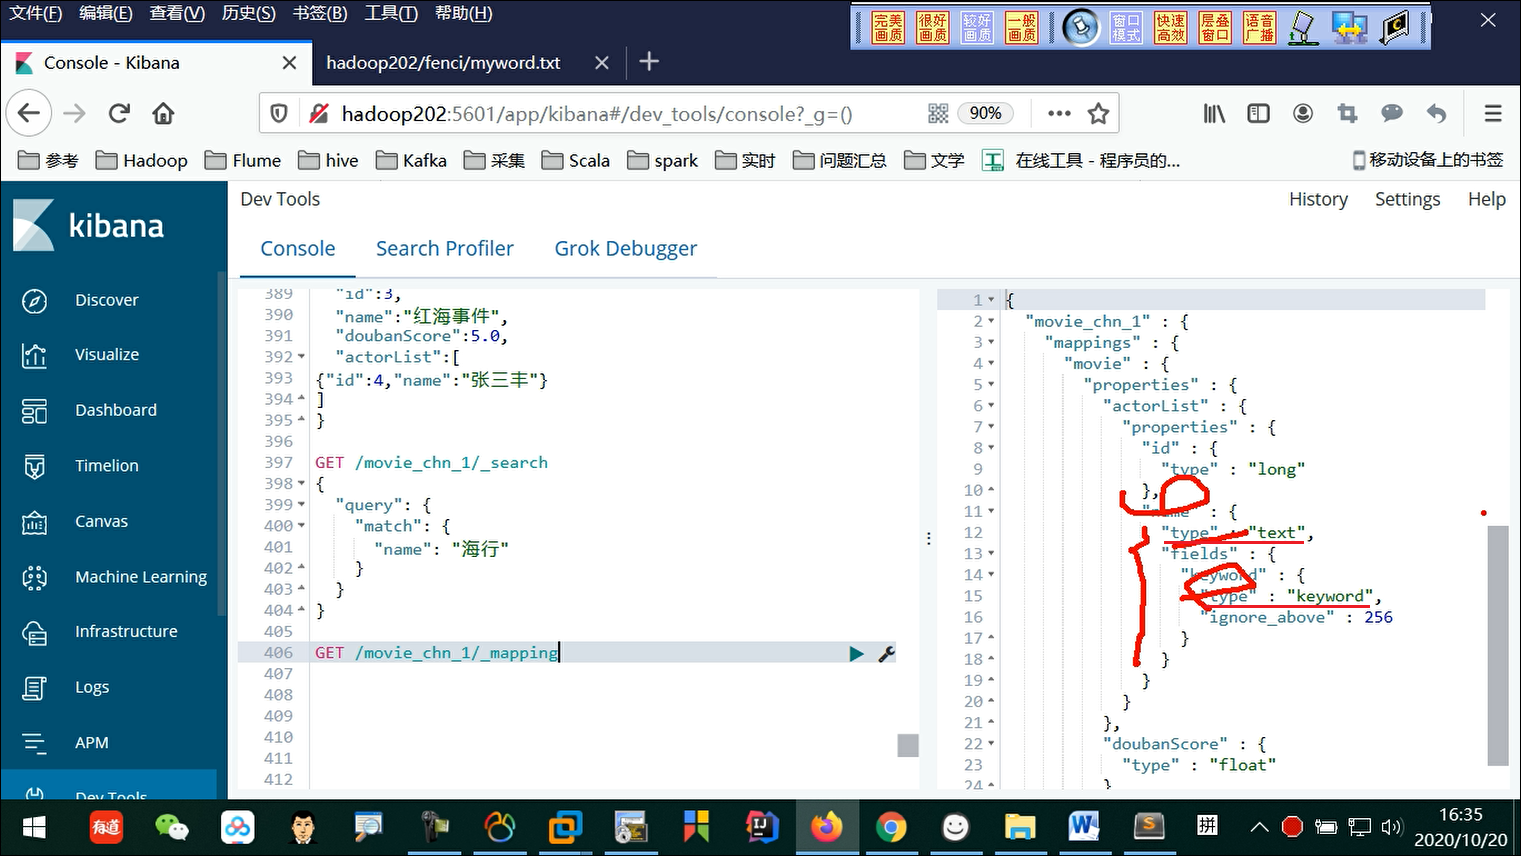 文件(F) 编辑(E) 查看(V) 历史(S) 书签(B) 工具(T) 帮助(H)
完美画质 很好画质 较好画质 一般画质 窗口模式 快速高效 层叠窗口 语音广播
Console - Kibana
hadoop202/fenci/myword.txt
hadoop202:5601/app/kibana#/dev_tools/console?_g=()
90%
参考 Hadoop Flume hive Kafka 采集 Scala spark 实时 问题汇总 文学 在线工具 - 程序员的... 移动设备上的书签
kibana
Discover
Visualize
Dashboard
Timelion
Canvas
Machine Learning
Infrastructure
Logs
APM
Dev Tools
Dev Tools
History Settings Help
Console Search Profiler Grok Debugger
389 "id":3,
390 "name":"红海事件",
391 "doubanScore":5.0,
392 "actorList":[
393 {"id":4,"name":"张三丰"}
394 ]
395 }
396
397 GET /movie_chn_1/_search
398 {
399 "query": {
400 "match": {
401 "name": "海行"
402 }
403 }
404 }
405
406 GET /movie_chn_1/_mapping
407
408
409
410
411
412
1 {
2 "movie_chn_1" : {
3 "mappings" : {
4 "movie" : {
5 "properties" : {
6 "actorList" : {
7 "properties" : {
8 "id" : {
9 "type" : "long"
10 },
11 "name" : {
12 "type" : "text",
13 "fields" : {
14 "keyword" : {
15 "type" : "keyword",
16 "ignore_above" : 256
17 }
18 }
19 }
20 }
21 },
22 "doubanScore" : {
23 "type" : "float"
24 }
有道
IJ
W
S
拼
16:35
2020/10/20